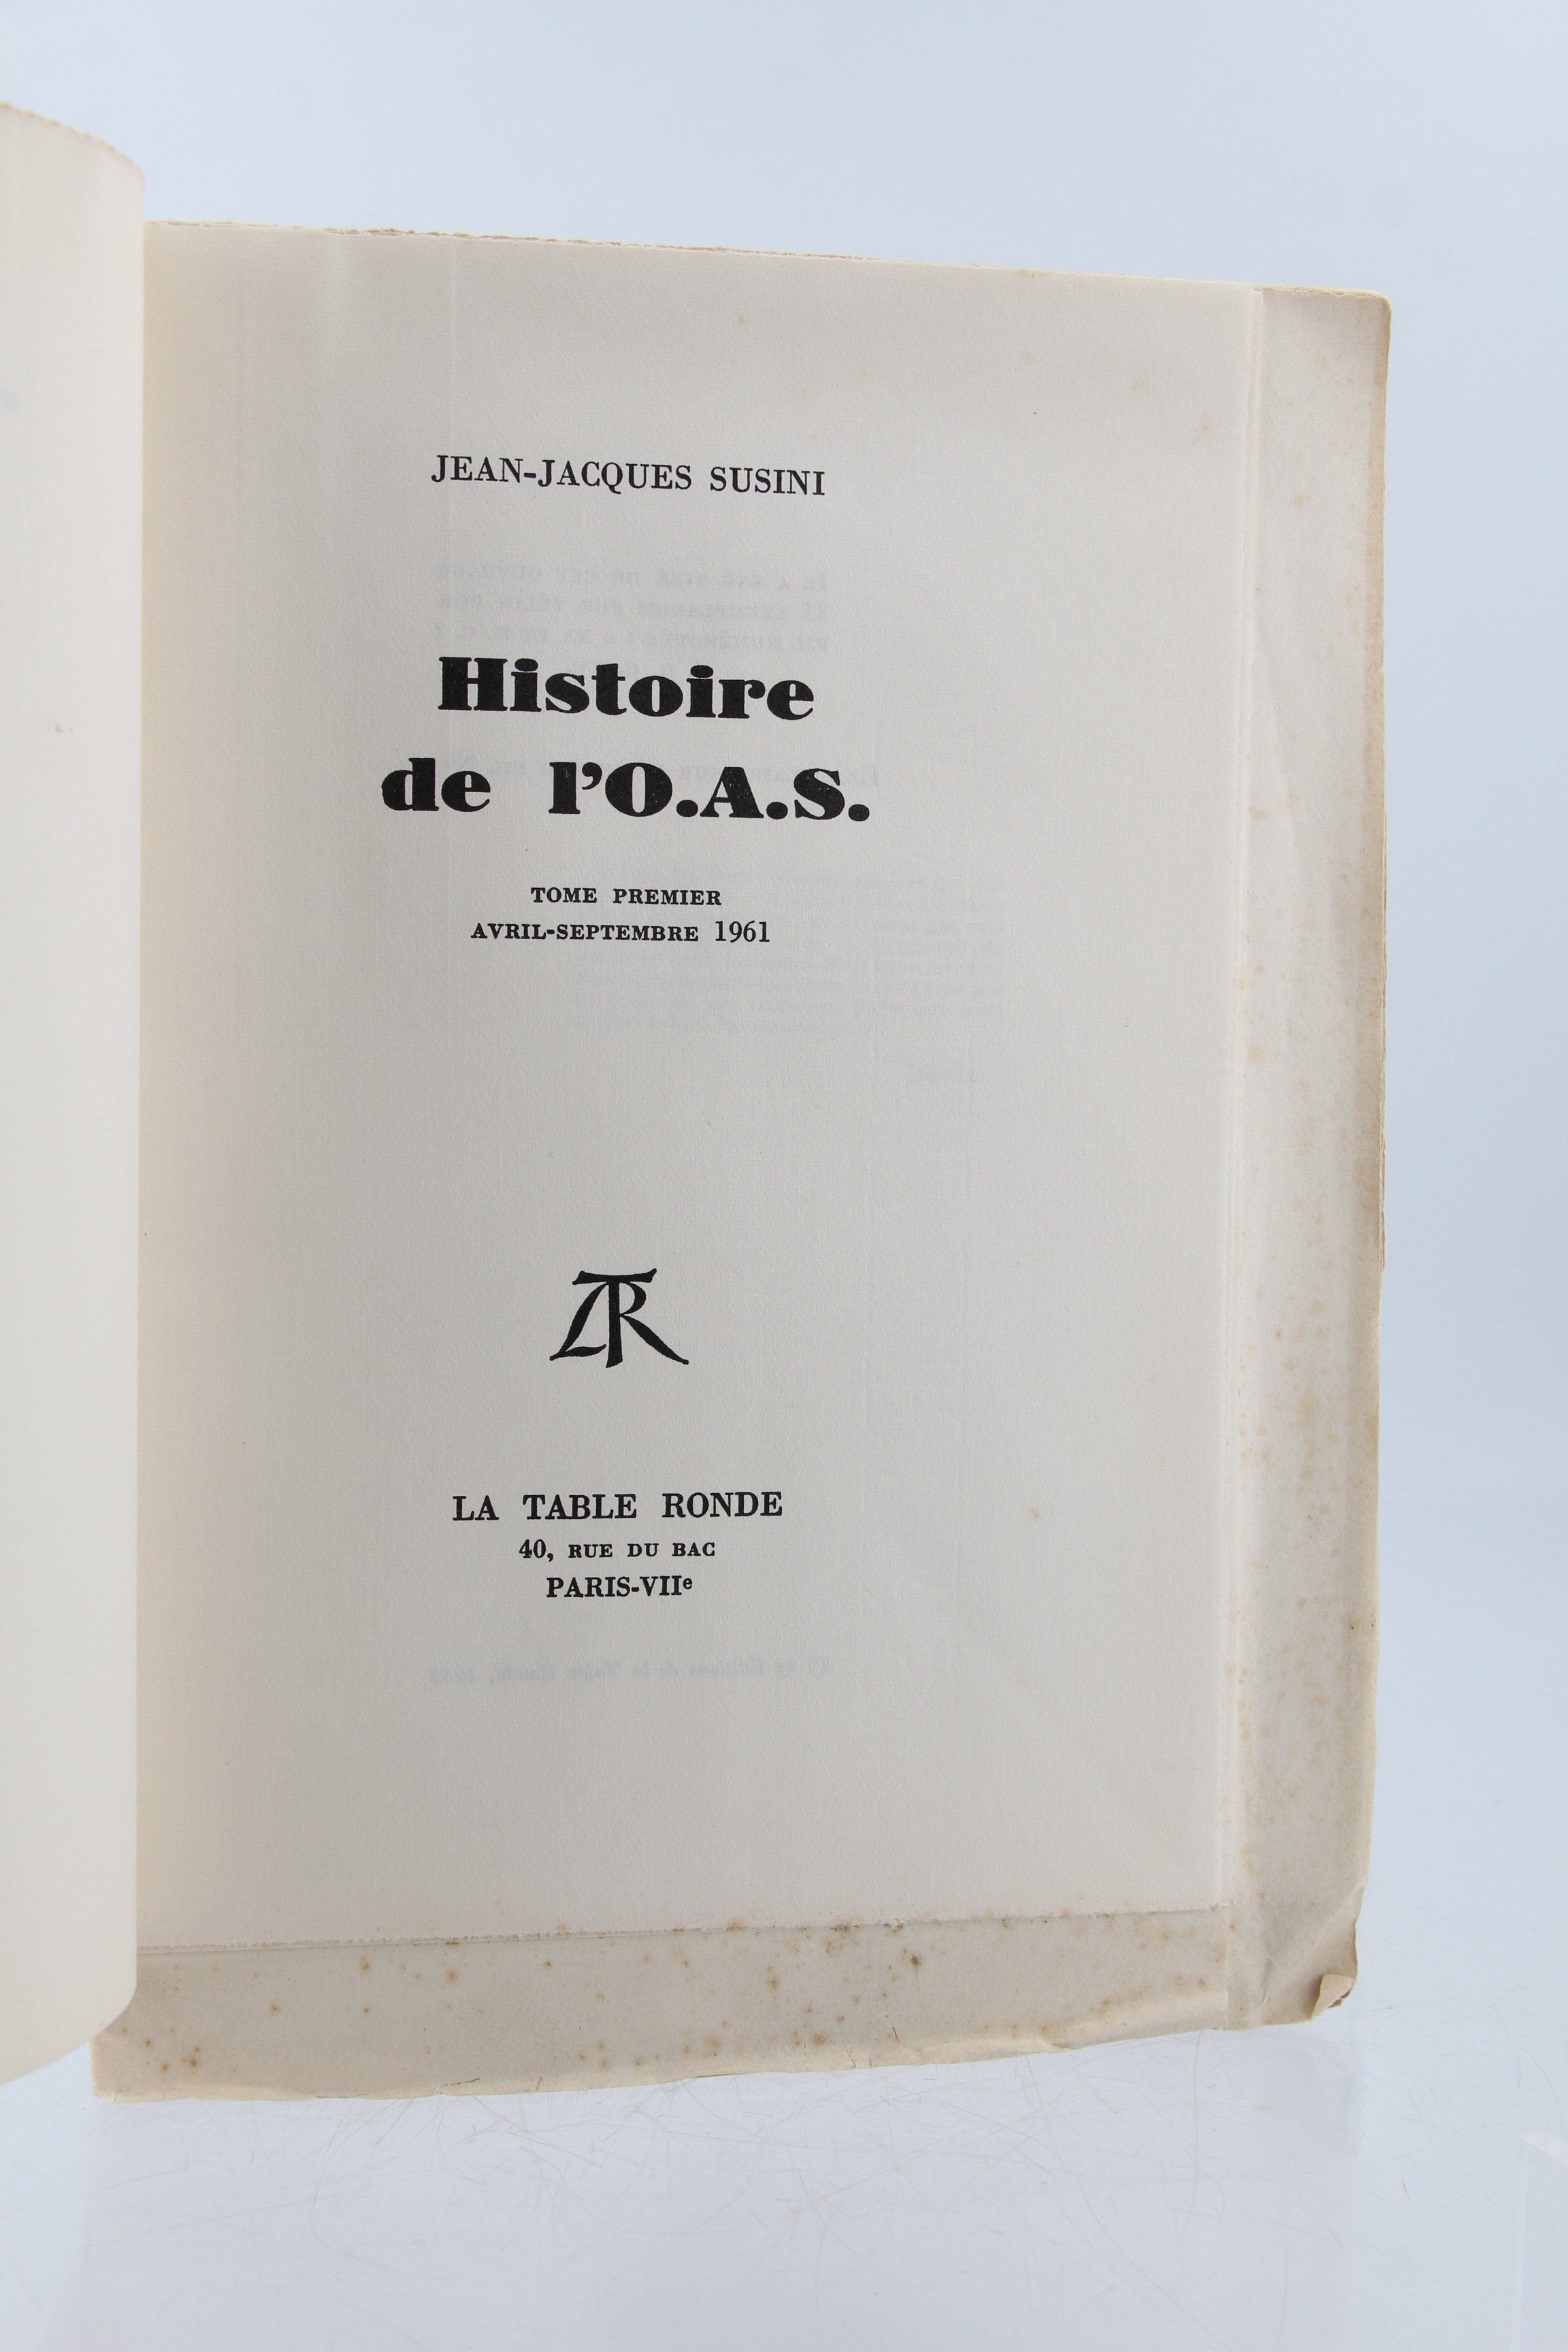 JEAN-JACQUES SUSINI
Histoire
de l'O.A.S.
TOME PREMIER
AVRIL-SEPTEMBRE 1961
LA TABLE RONDE
40, RUE DU BAC
PARIS-VIIe